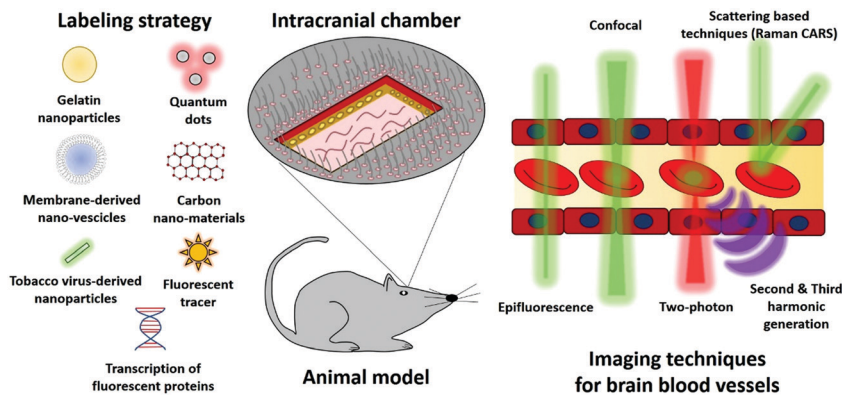 Labeling strategy
Gelatin
nanoparticles
Quantum
dots
Membrane-derived
nano-vesicles
Carbon
nano-materials
Tobacco virus-derived
nanoparticles
Fluorescent
tracer
Transcription of
fluorescent proteins
Intracranial chamber
Animal model
Confocal
Scattering based
techniques (Raman CARS)
Epifluorescence
Two-photon
Second & Third
harmonic
generation
Imaging techniques
for brain blood vessels